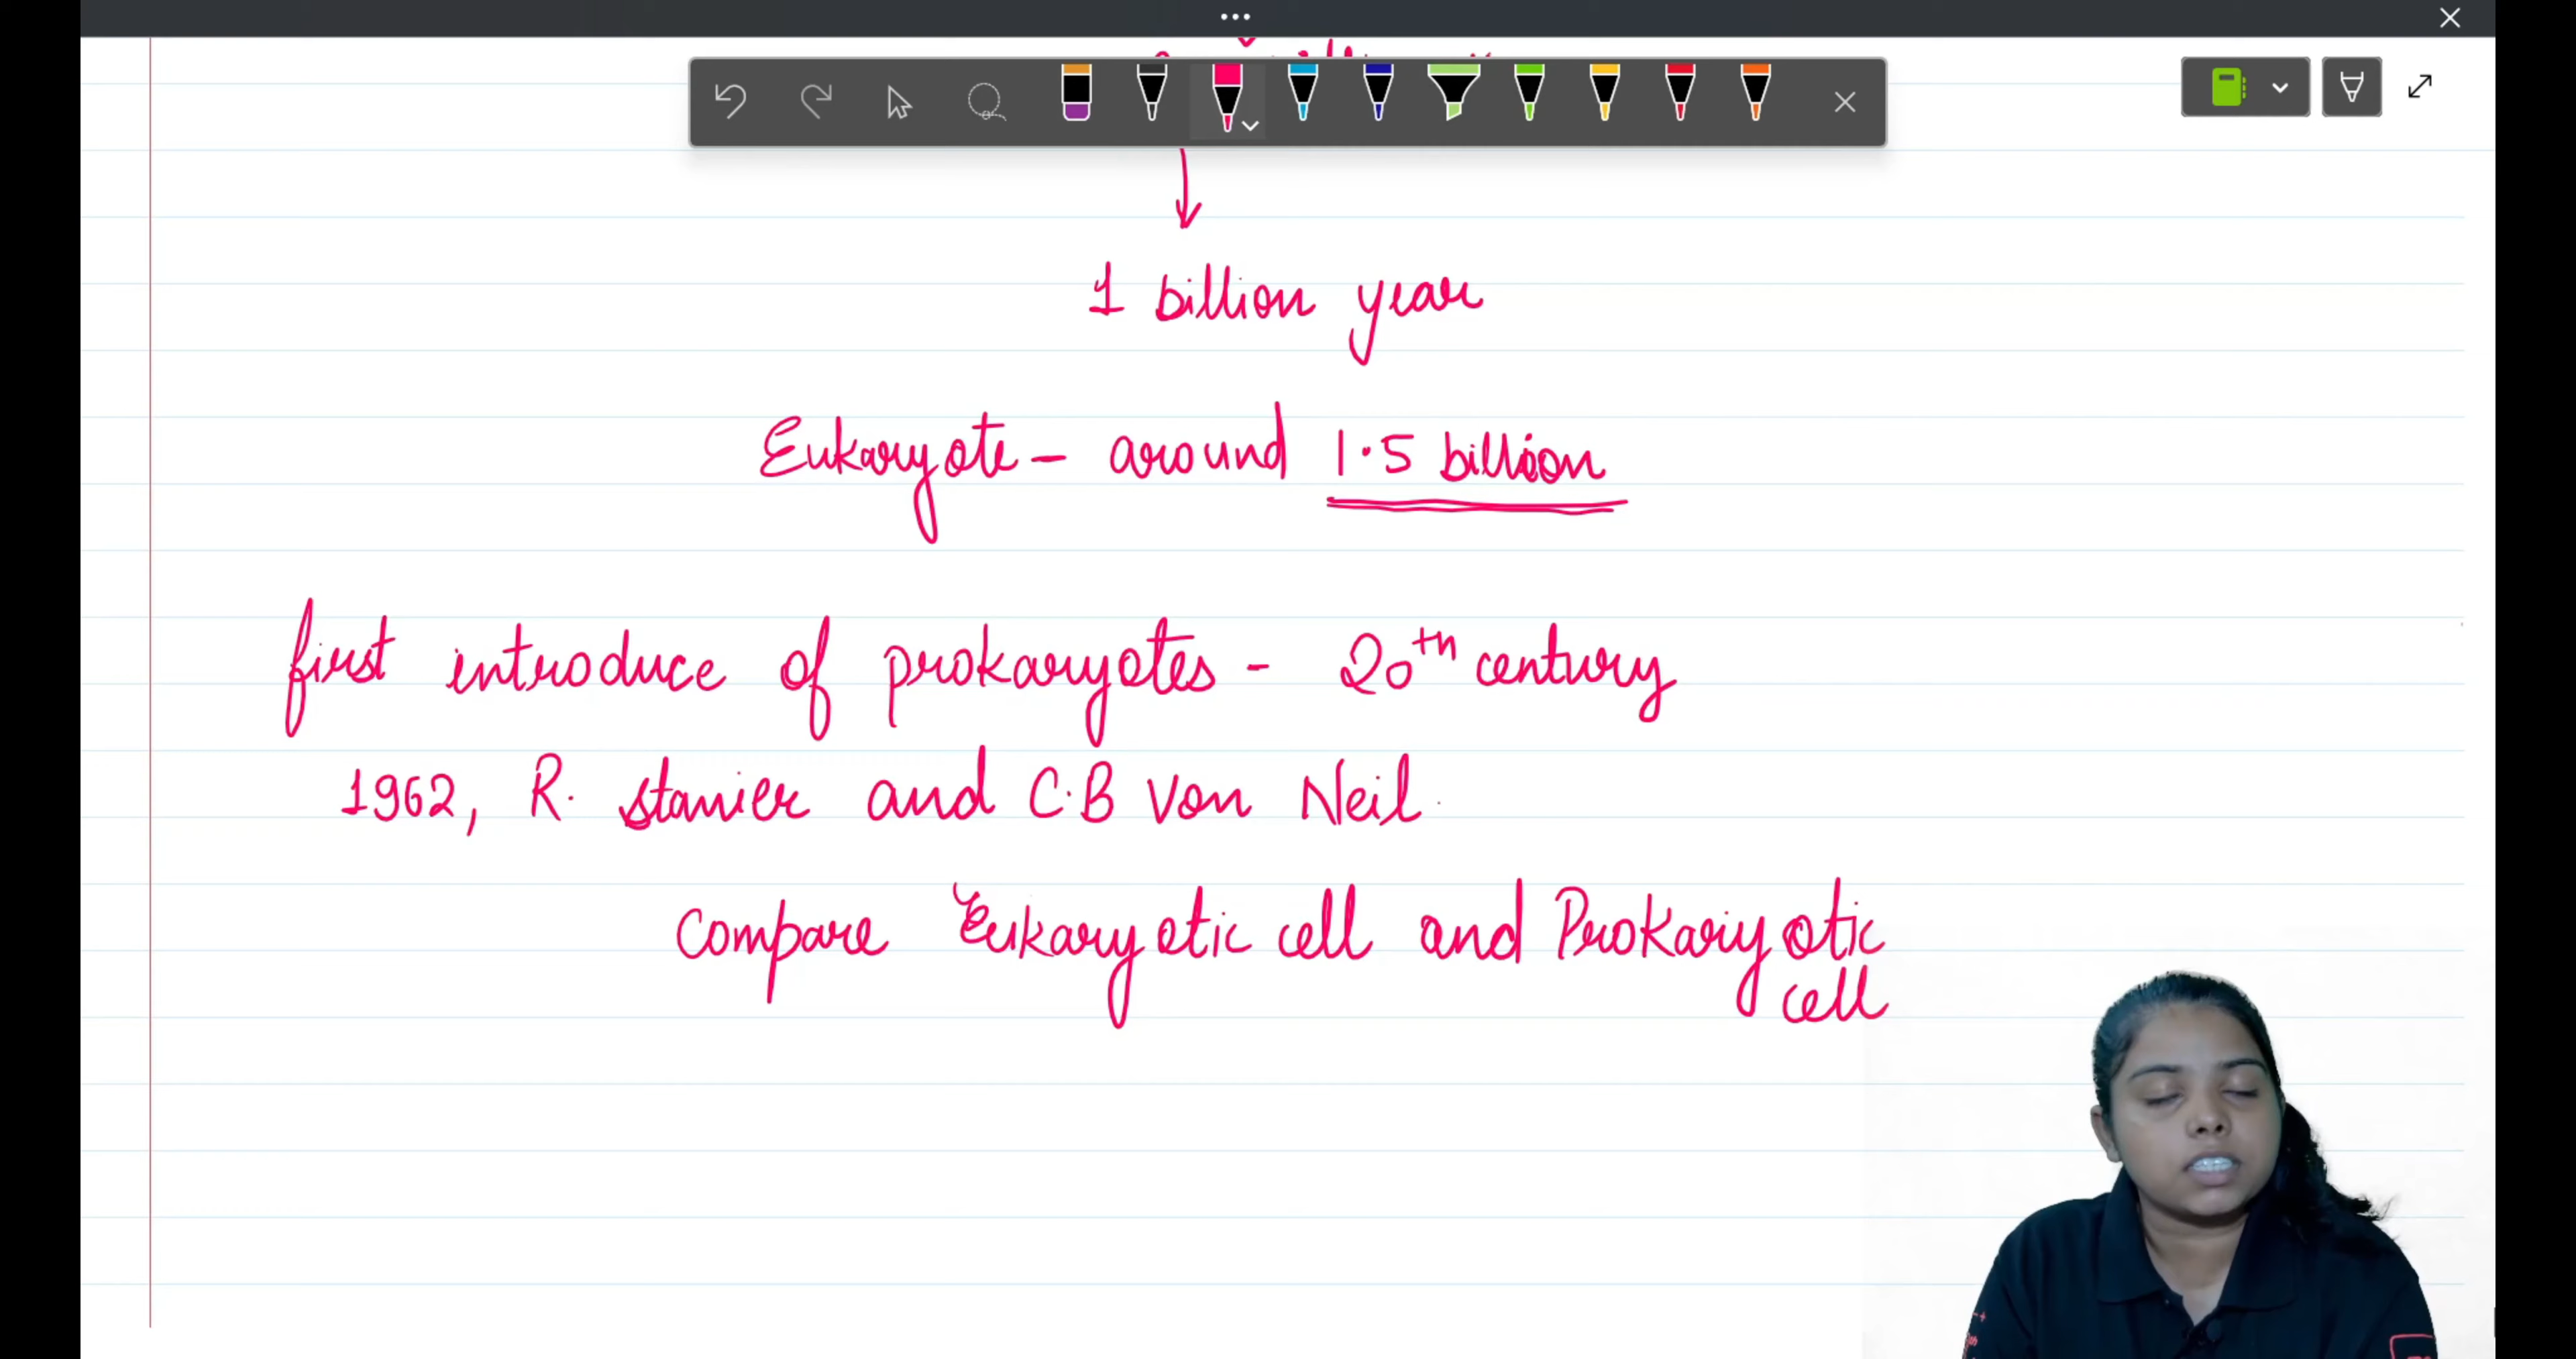 1 billion year
Eukaryote - around 1.5 billion
first introduce of prokaryotes - 20th century
1962, R. Stanier and C.B Von Neil.
Compare Eukaryotic cell and Prokaryotic
cell